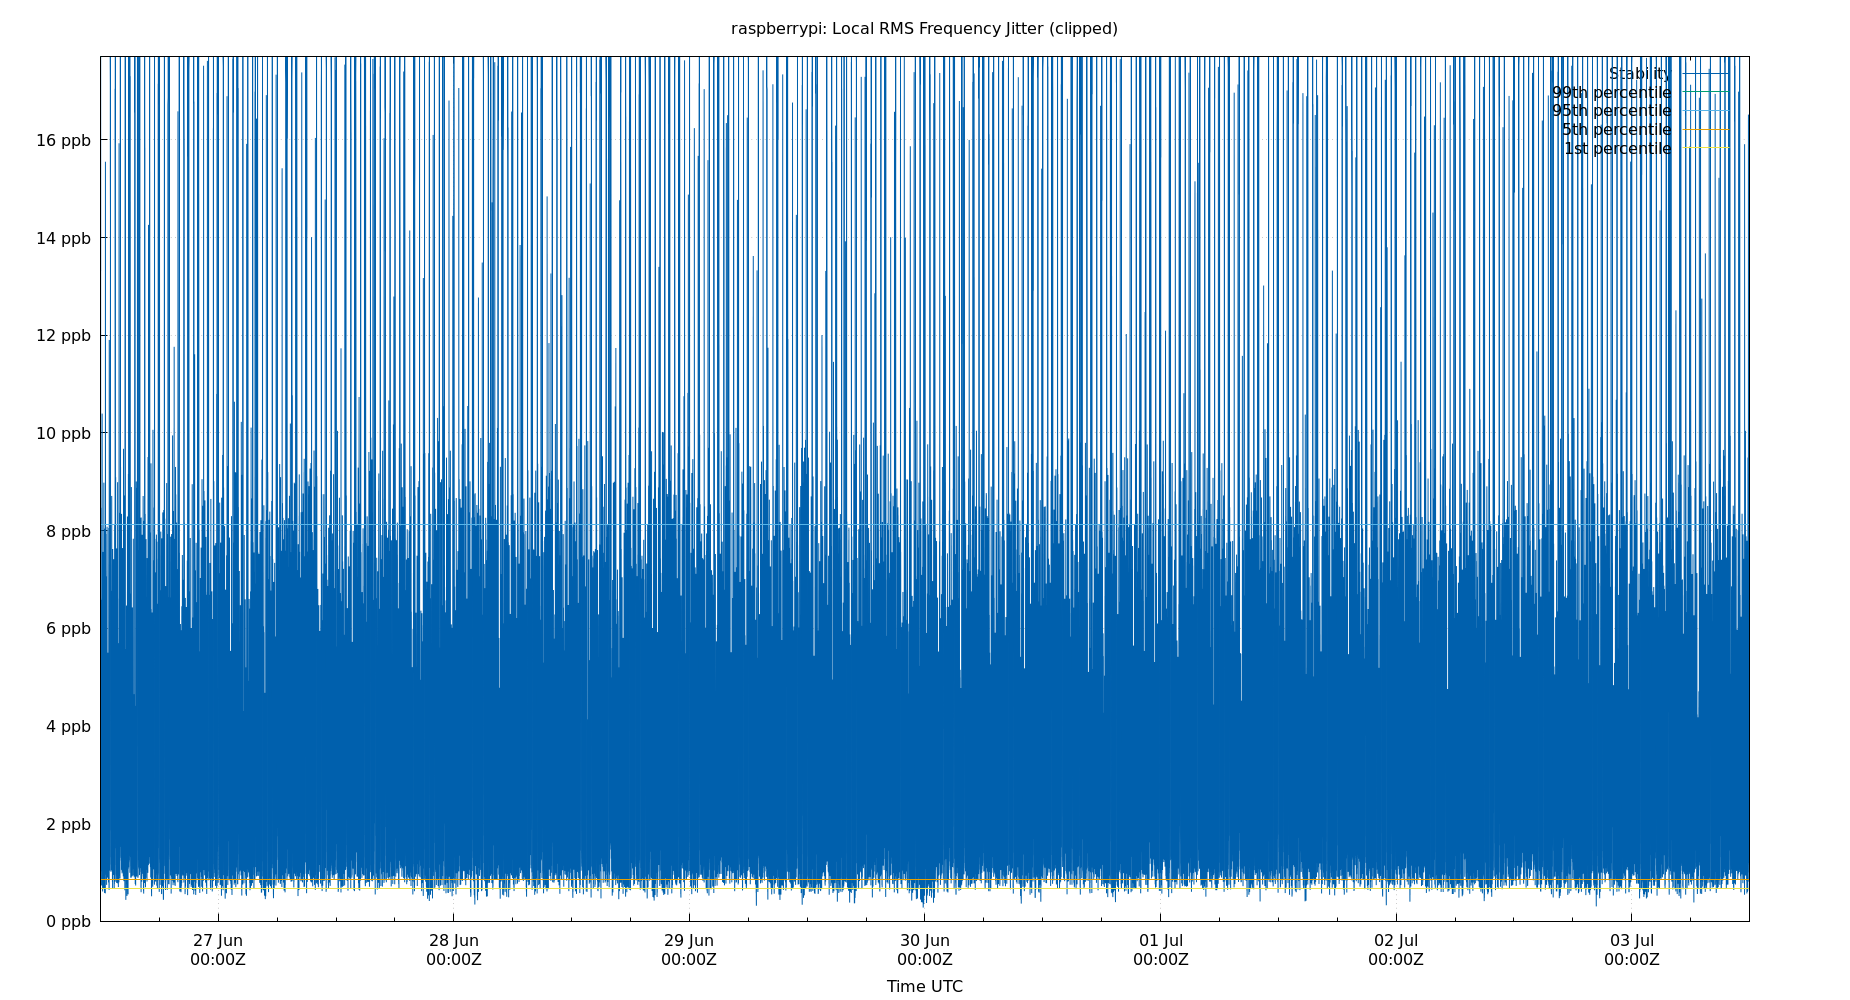 raspberrypi: Local RMS Frequency Jitter (clipped)
Stability
99th percentile
95th percentile
5th percentile
1st percentile
16 ppb
14 ppb
12 ppb
10 ppb
8 ppb
6 ppb
4 ppb
2 ppb
0 ppb
27 Jun 28 Jun 29 Jun 30 Jun 01 Jul 02 Jul 03 Jul
00:00Z 00:00Z 00:00Z 00:00Z 00:00Z 00:00Z 00:00Z
Time UTC